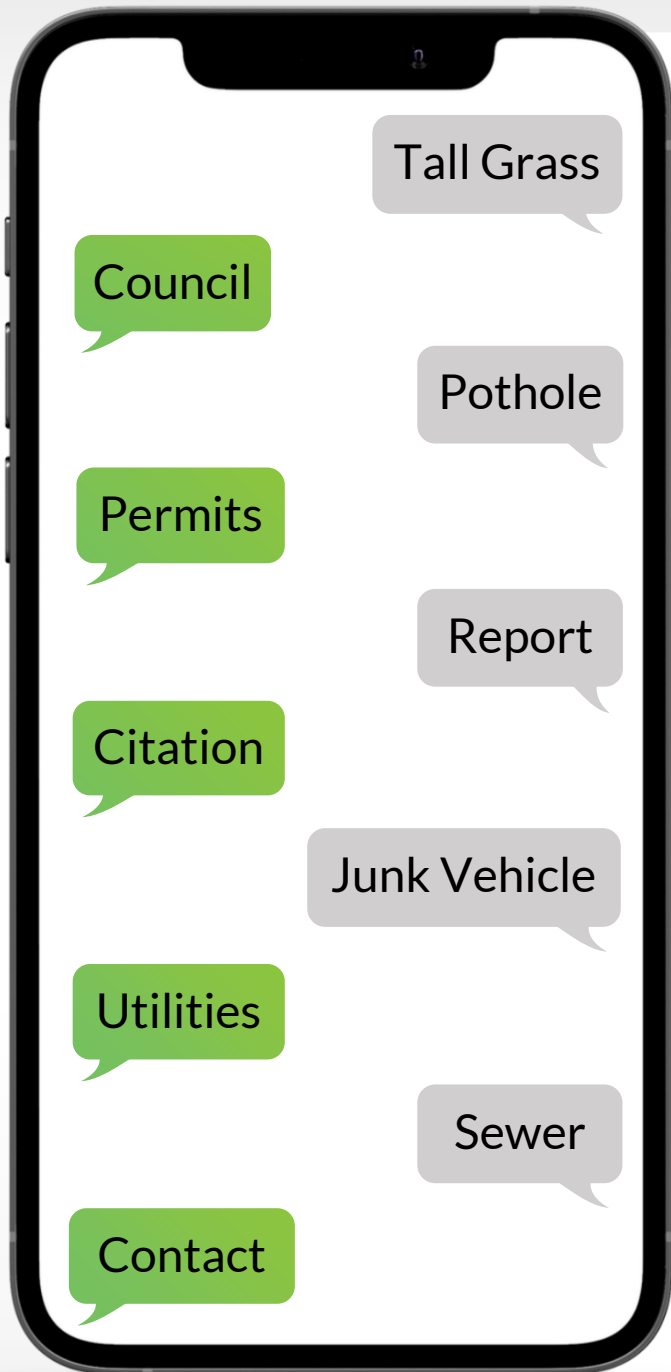 Tall Grass
Council
Pothole
Permits
Report
Citation
Junk Vehicle
Utilities
Sewer
Contact